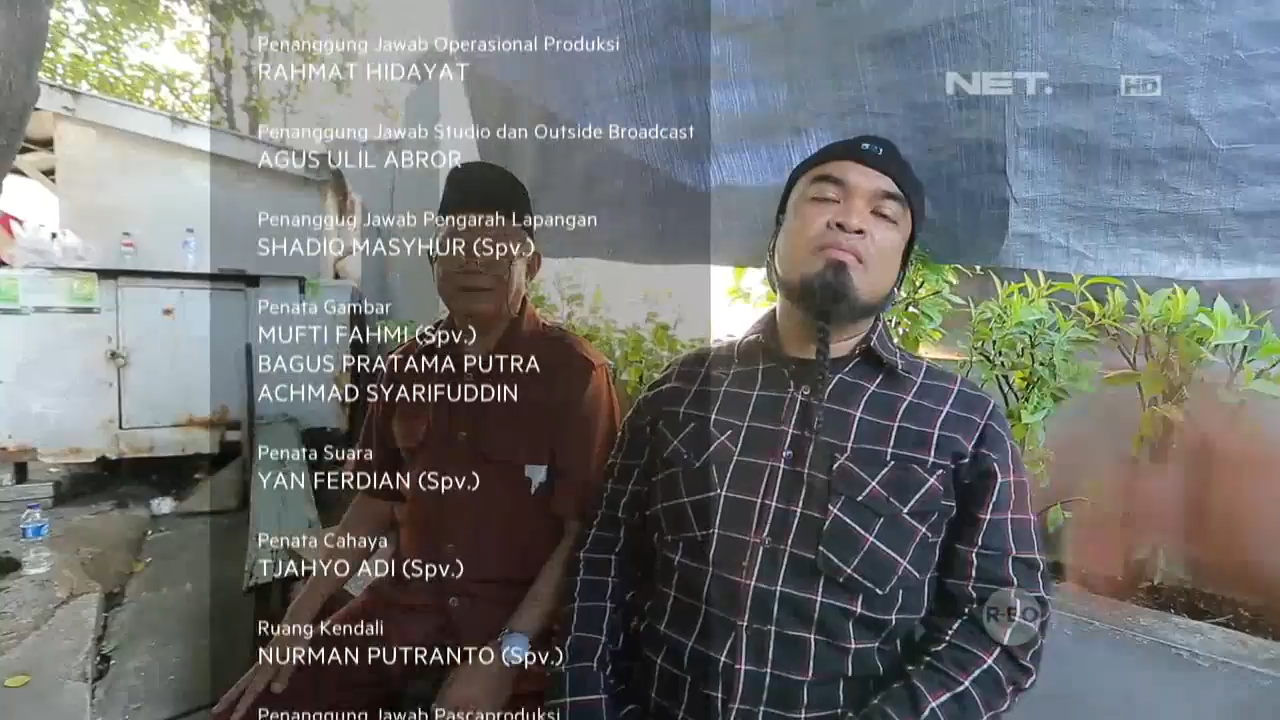 Penanggung Jawab Operasional Produksi
RAHMAT HIDAYAT
NET.
HD
Penanggung Jawab Studio dan Outside Broadcast
AGUS ULIL ABROR
Penanggug Jawab Pengarah Lapangan
SHADIQ MASYHUR (Spv.)
Penata Gambar
MUFTI FAHMI (Spv.)
BAGUS PRATAMA PUTRA
ACHMAD SYARIFUDDIN
Penata Suara
YAN FERDIAN (Spv.)
Penata Cahaya
TJAHYO ADI (Spv.)
R-BO
Ruang Kendali
NURMAN PUTRANTO (Spv.)
Penanggung Jawab Pascaproduksi